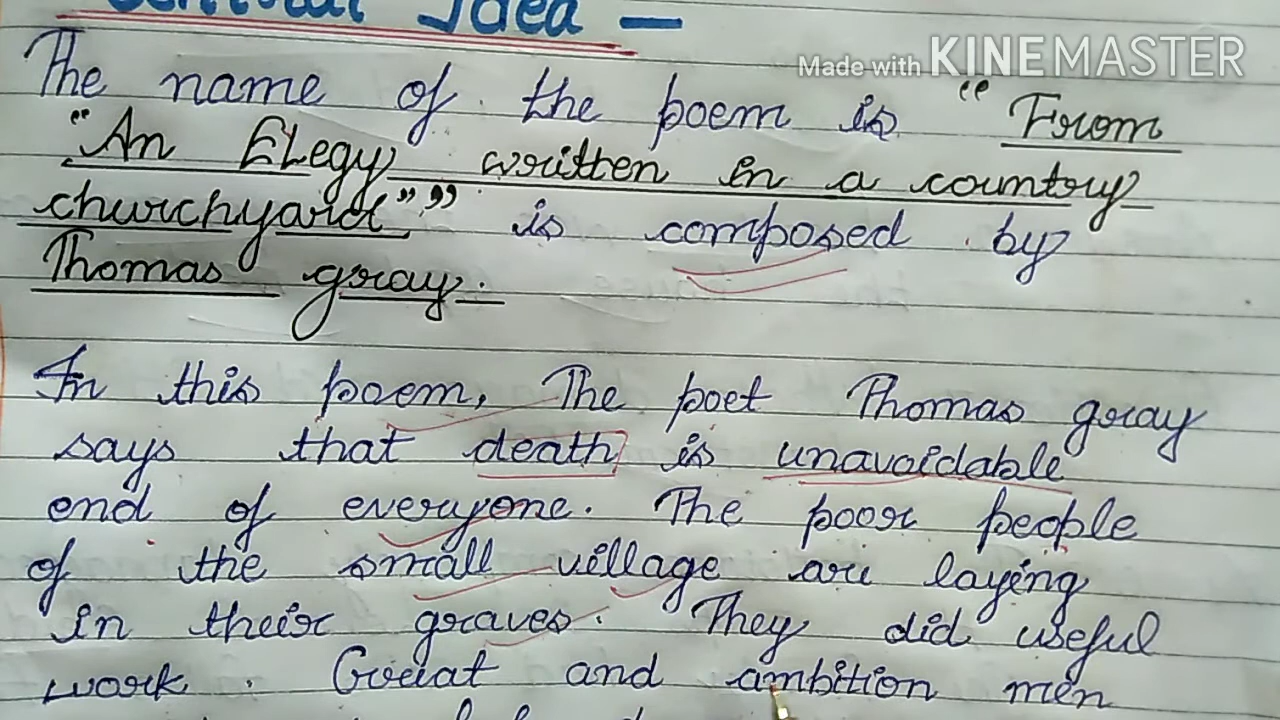 Central Idea —
Made with KINEMASTER
The name of the poem is "From
"An Elegy written in a country
churchyard"" is composed by
Thomas gray.
In this poem, The poet Thomas gray
says that death is unavoidable
end of everyone. The poor people
of the small village are laying
in their graves. They did useful
work. Great and ambition men